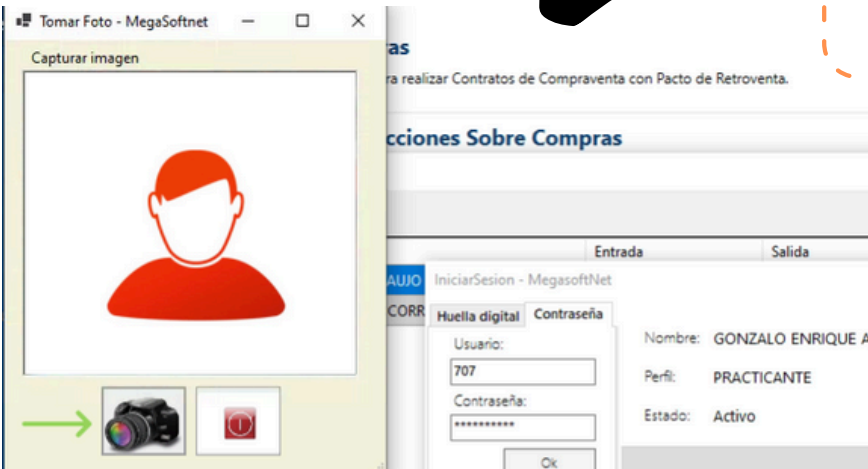 Tomar Foto - MegaSoftnet
Capturar imagen
as
ra realizar Contratos de Compraventa con Pacto de Retroventa.
cciones Sobre Compras
Entrada Salida
AUJO
CORR
IniciarSesion - MegasoftNet
Huella digital Contraseña
Usuario:
707
Contraseña:
**********
Ok
Nombre: GONZALO ENRIQUE A
Perfil: PRACTICANTE
Estado: Activo